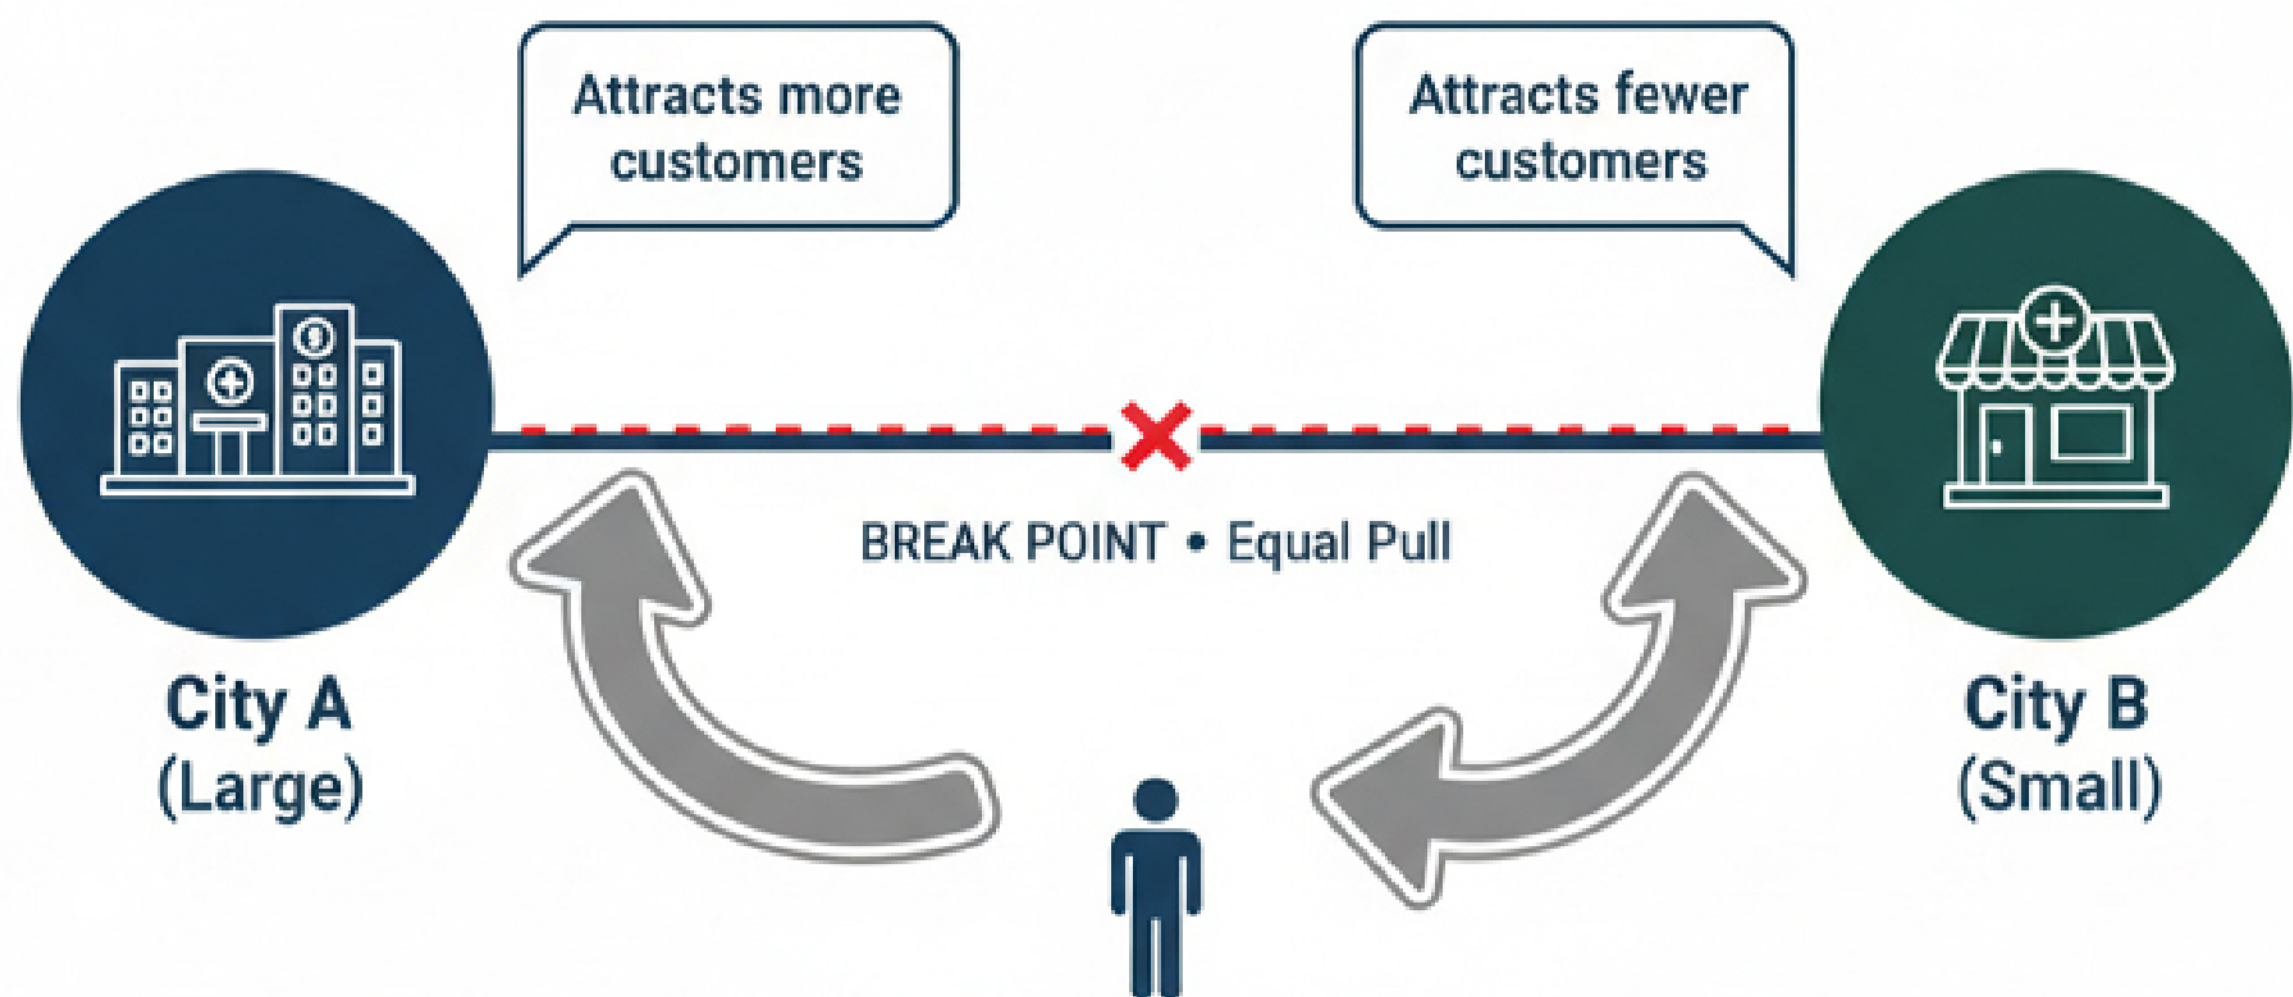 Attracts more
customers
Attracts fewer
customers
BREAK POINT • Equal Pull
City A
(Large)
City B
(Small)